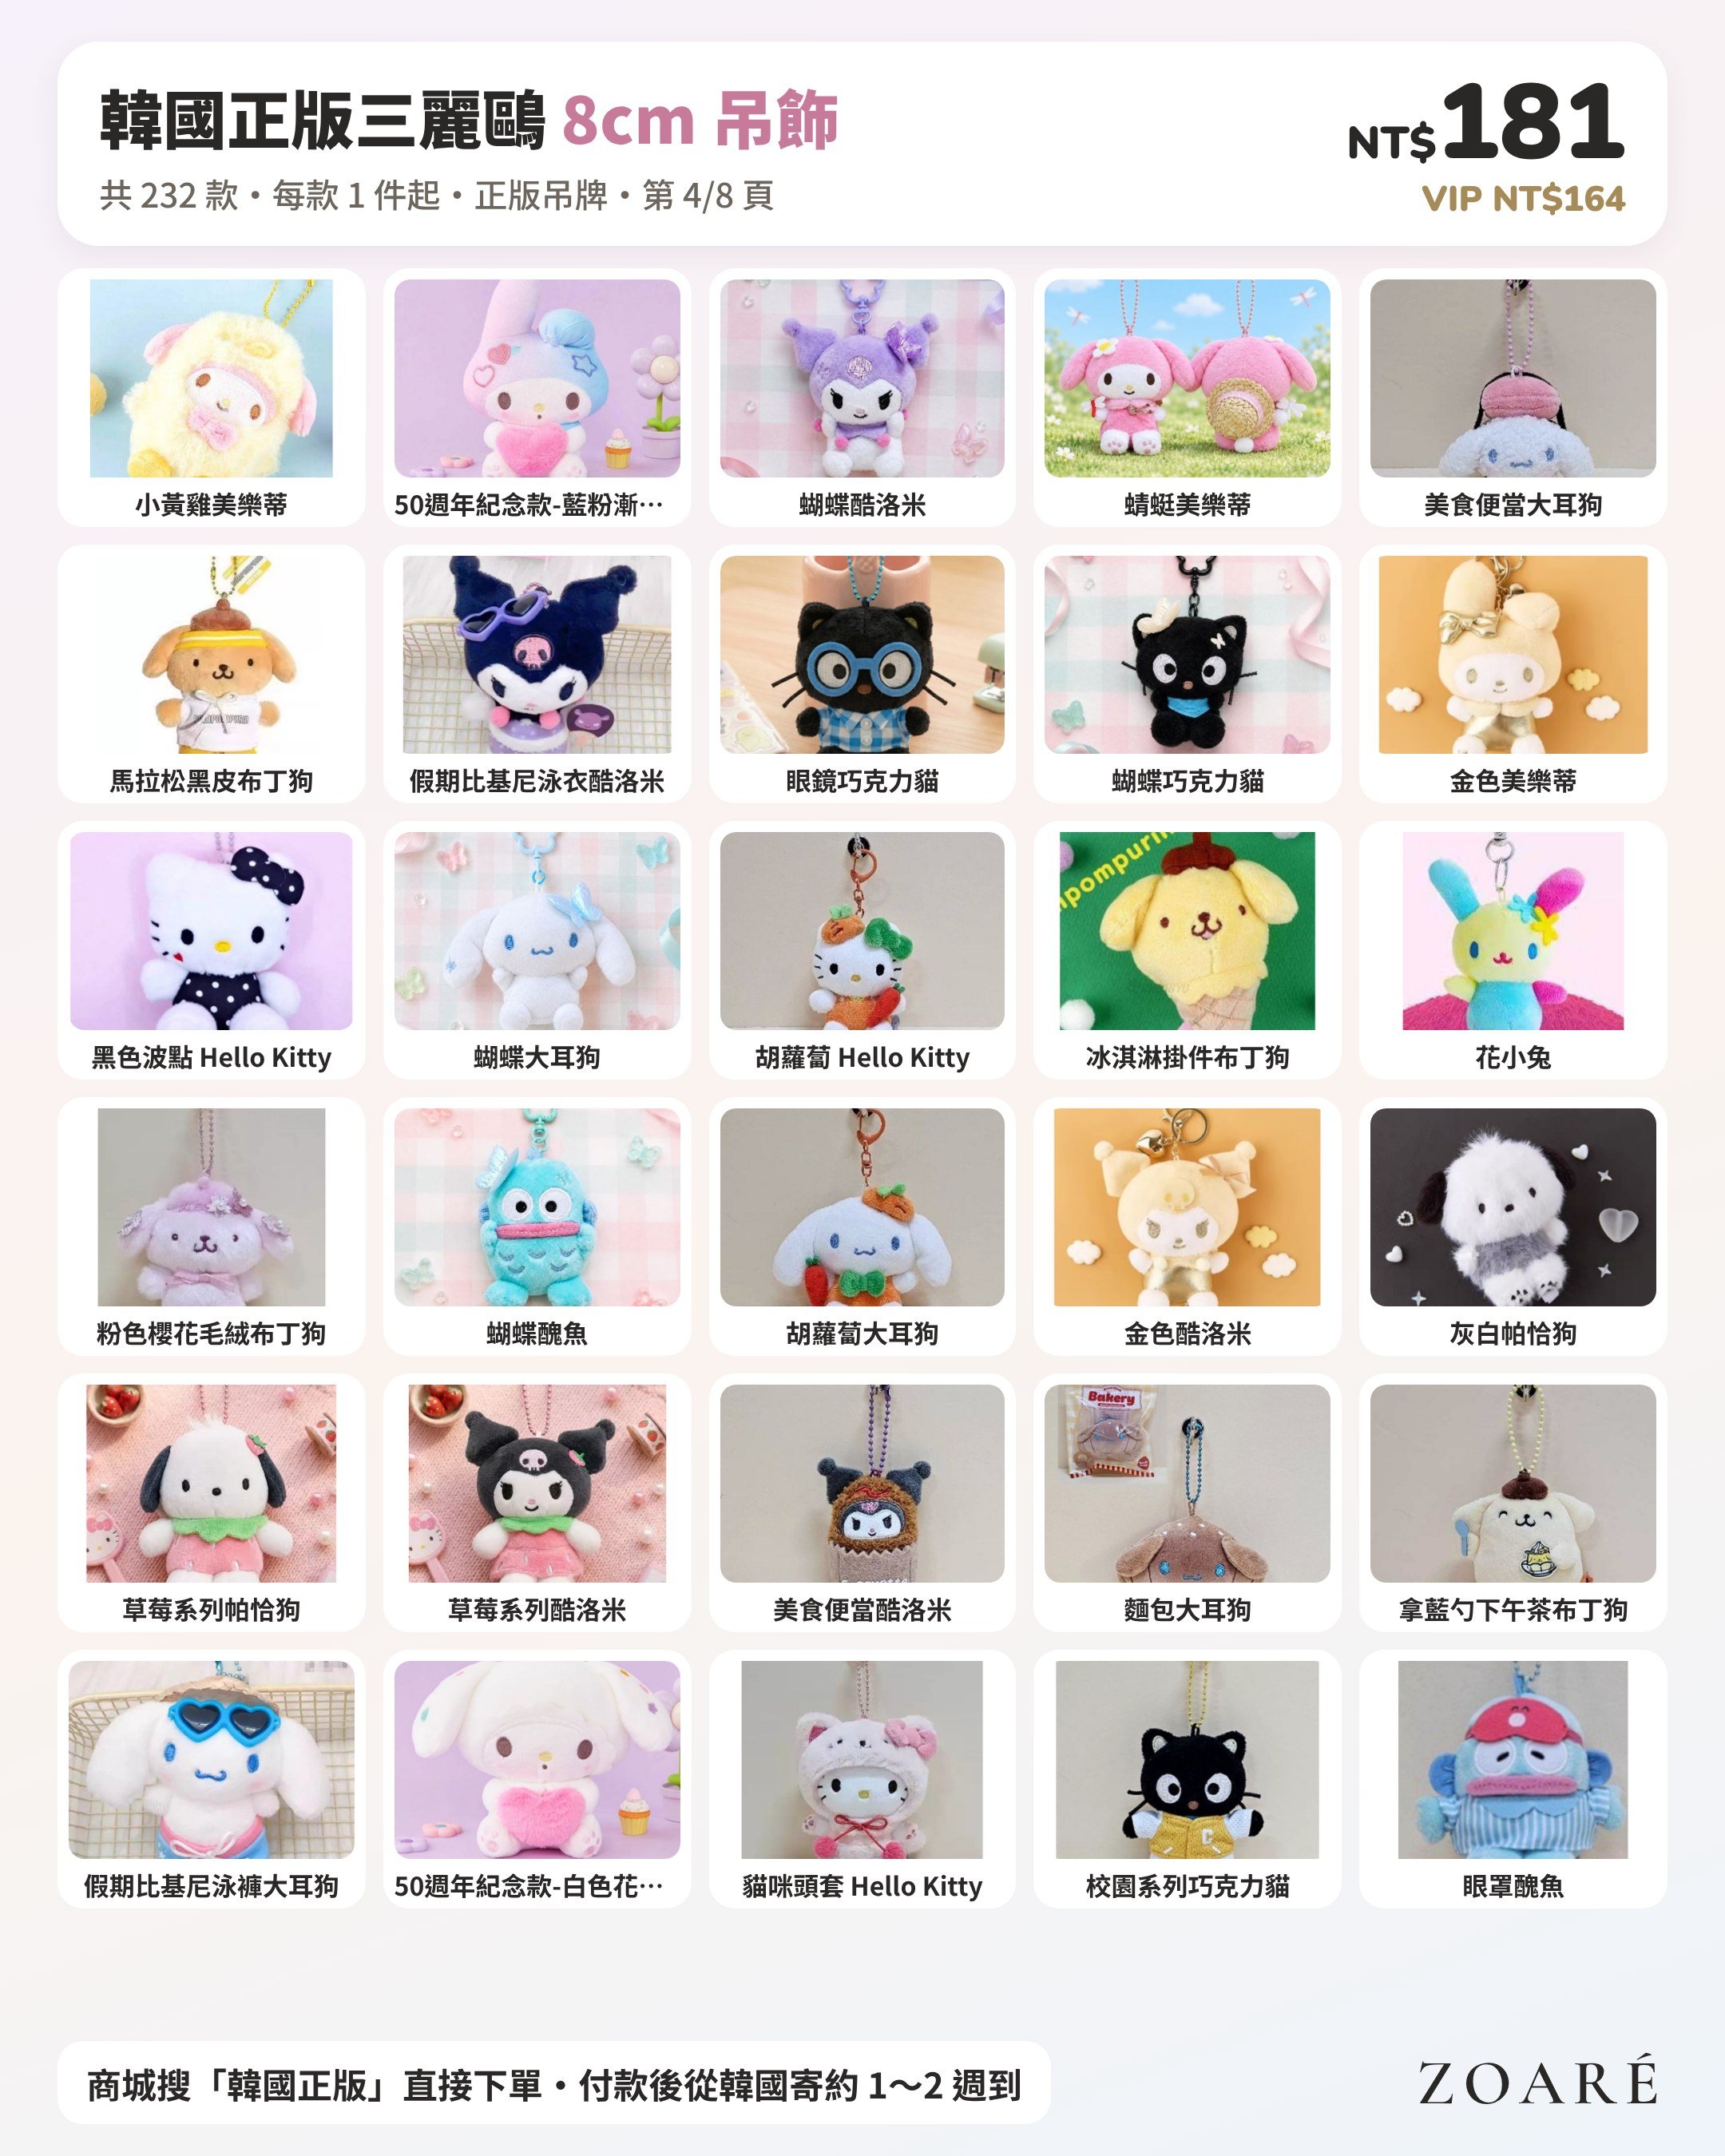 韓國正版三麗鷗 8cm 吊飾
NT$181
共 232 款・每款 1 件起・正版吊牌・第 4/8 頁
VIP NT$164
小黃雞美樂蒂
50週年紀念款-藍粉漸…
蝴蝶酷洛米
蜻蜓美樂蒂
美食便當大耳狗
馬拉松黑皮布丁狗
假期比基尼泳衣酷洛米
眼鏡巧克力貓
蝴蝶巧克力貓
金色美樂蒂
pompurin
黑色波點 Hello Kitty
蝴蝶大耳狗
胡蘿蔔 Hello Kitty
冰淇淋掛件布丁狗
花小兔
粉色櫻花毛絨布丁狗
蝴蝶醜魚
胡蘿蔔大耳狗
金色酷洛米
灰白帕恰狗
Bakery
草莓系列帕恰狗
草莓系列酷洛米
美食便當酷洛米
麵包大耳狗
拿藍勺下午茶布丁狗
C
假期比基尼泳褲大耳狗
50週年紀念款-白色花…
貓咪頭套 Hello Kitty
校園系列巧克力貓
眼罩醜魚
商城搜「韓國正版」直接下單・付款後從韓國寄約 1～2 週到
ZOARÉ